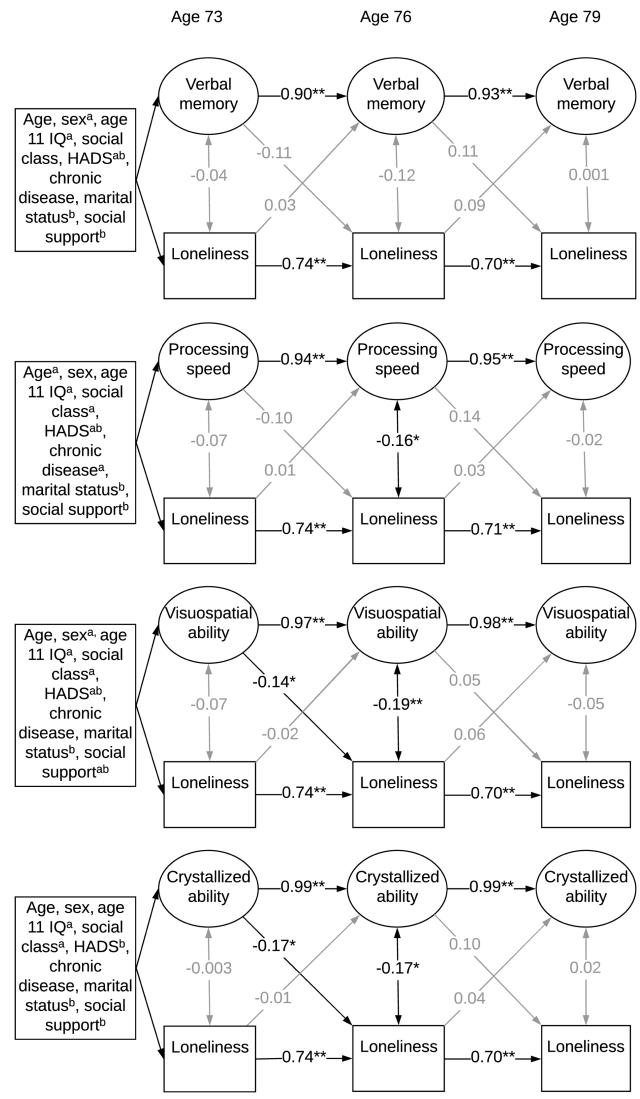 Age 73 Age 76 Age 79
Verbal memory
0.90**
Verbal memory
0.93**
Verbal memory
Age, sexᵃ, age
11 IQᵃ, social
class, HADSᵃᵇ,
chronic
disease, marital
statusᵇ, social
supportᵇ
-0.04
-0.11
0.03
-0.12
0.11
0.09
0.001
Loneliness
0.74**
Loneliness
0.70**
Loneliness
Processing speed
0.94**
Processing speed
0.95**
Processing speed
Ageᵃ, sex, age
11 IQᵃ, social
classᵃ,
HADSᵃᵇ,
chronic
diseaseᵃ,
marital statusᵇ,
social supportᵇ
-0.07
-0.10
0.01
-0.16*
0.14
0.03
-0.02
Loneliness
0.74**
Loneliness
0.71**
Loneliness
Visuospatial ability
0.97**
Visuospatial ability
0.98**
Visuospatial ability
Age, sexᵃ, age
11 IQᵃ, social
classᵃ,
HADSᵃᵇ,
chronic
disease, marital
statusᵇ, social
supportᵃᵇ
-0.07
-0.14*
-0.02
-0.19**
0.05
0.06
-0.05
Loneliness
0.74**
Loneliness
0.70**
Loneliness
Crystallized ability
0.99**
Crystallized ability
0.99**
Crystallized ability
Age, sex, age
11 IQᵃ, social
classᵃ, HADSᵇ,
chronic
disease, marital
statusᵇ, social
supportᵇ
-0.003
-0.17*
-0.01
-0.17*
0.10
0.04
0.02
Loneliness
0.74**
Loneliness
0.70**
Loneliness